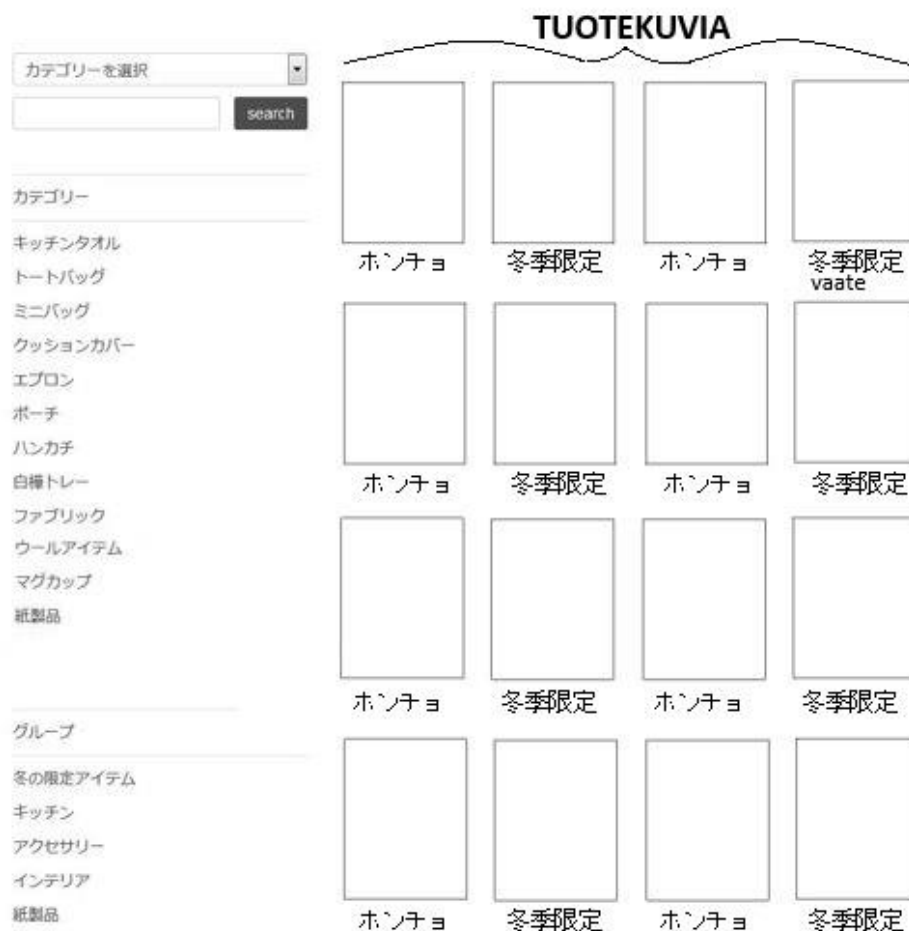 TUOTEKUVIA
カテゴリーを選択
search
カテゴリー
キッチンタオル
トートバッグ
ミニバッグ
クッションカバー
エプロン
ポーチ
ハンカチ
白樺トレー
ファブリック
ウールアイテム
マグカップ
紙製品
グループ
冬の限定アイテム
キッチン
アクセサリー
インテリア
紙製品
ホンチョ 冬季限定 ホンチョ 冬季限定
vaate
ホンチョ 冬季限定 ホンチョ 冬季限定
ホンチョ 冬季限定 ホンチョ 冬季限定
ホンチョ 冬季限定 ホンチョ 冬季限定